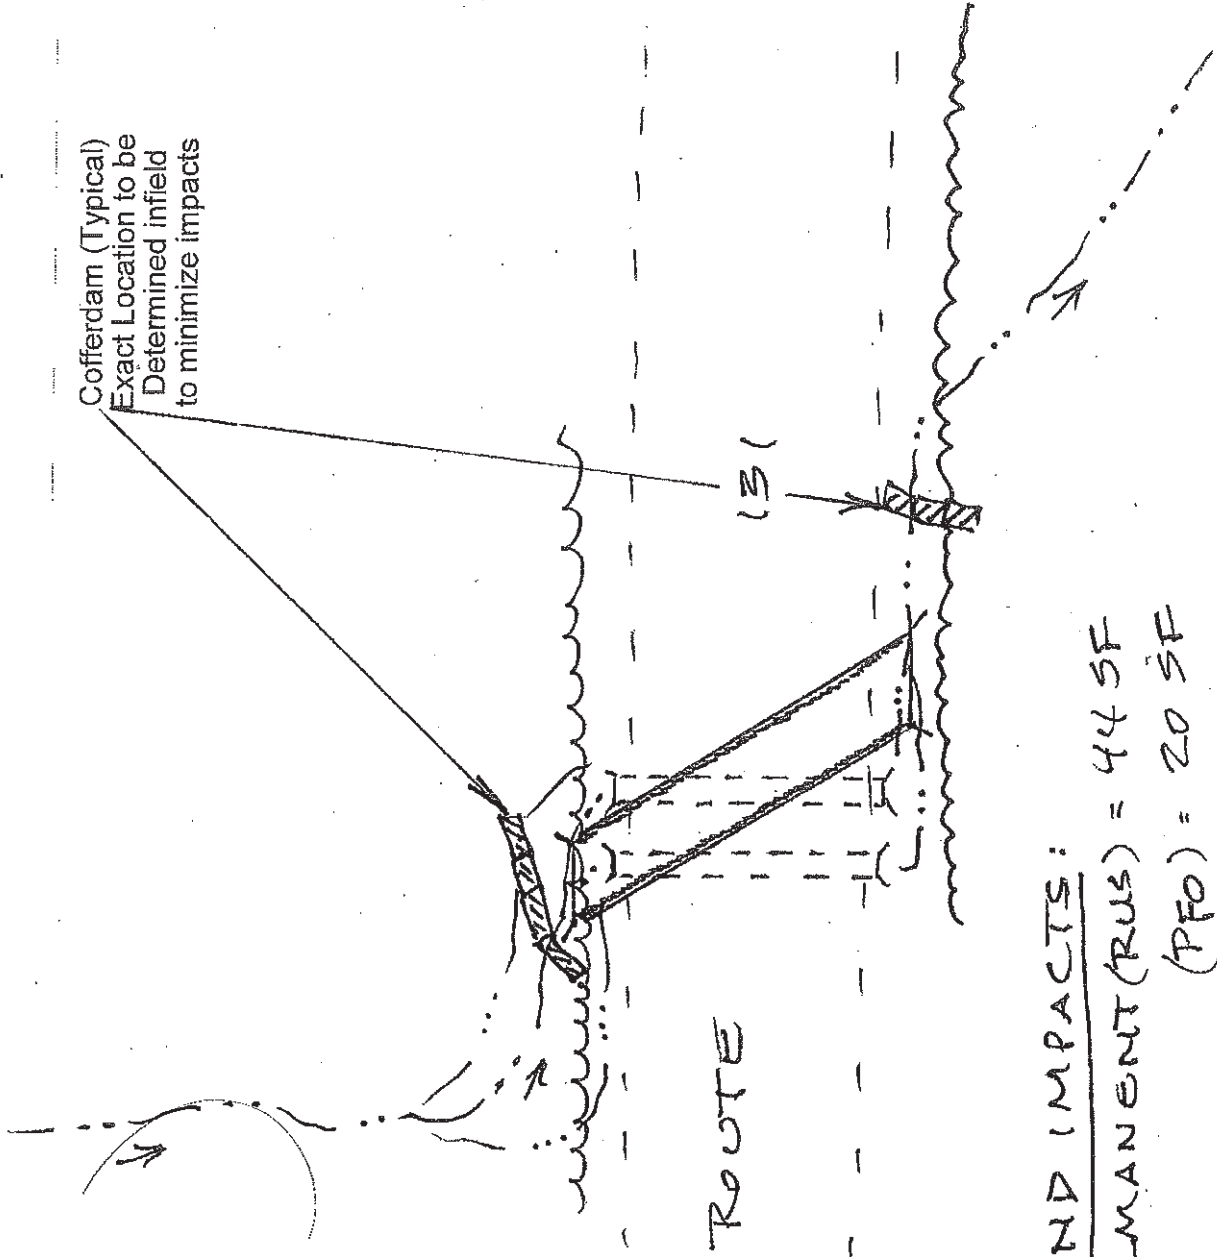 Cofferdam (Typical)
Exact Location to be
Determined infield
to minimize impacts
ROUTE 131
ND IMPACTS:
MANENT (RUS) = 44 SF
(PFO) = 20 SF